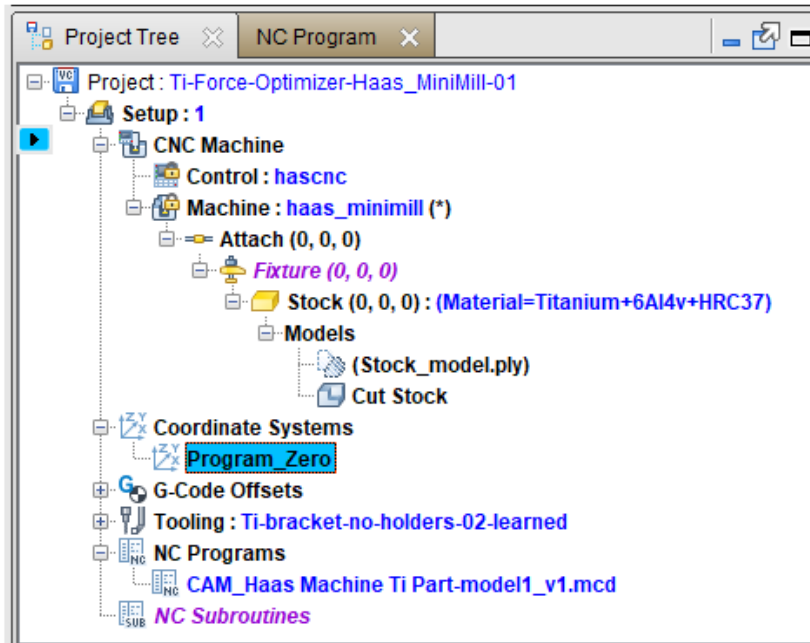 Project Tree NC Program
Project : Ti-Force-Optimizer-Haas_MiniMill-01
Setup : 1
CNC Machine
Control : hascnc
Machine : haas_minimill (*)
Attach (0, 0, 0)
Fixture (0, 0, 0)
Stock (0, 0, 0) : (Material=Titanium+6Al4v+HRC37)
Models
(Stock_model.ply)
Cut Stock
Coordinate Systems
Program_Zero
G-Code Offsets
Tooling : Ti-bracket-no-holders-02-learned
NC Programs
CAM_Haas Machine Ti Part-model1_v1.mcd
NC Subroutines